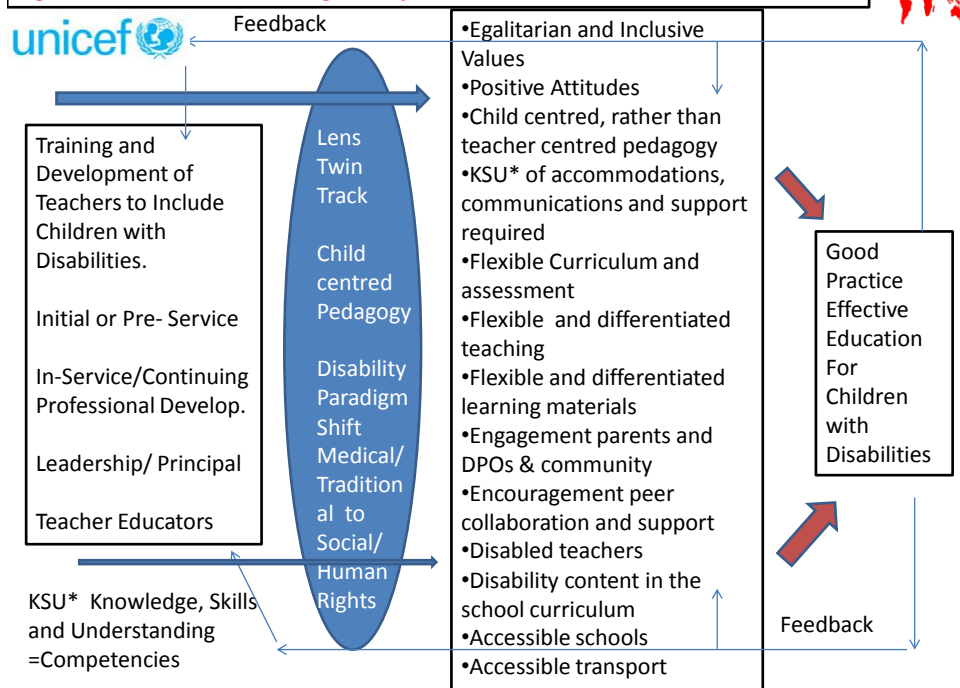 unicef
Feedback
Training and
Development of
Teachers to Include
Children with
Disabilities.
Initial or Pre- Service
In-Service/Continuing
Professional Develop.
Leadership/ Principal
Teacher Educators
KSU* Knowledge, Skills
and Understanding
=Competencies
Lens
Twin
Track
Child
centred
Pedagogy
Disability
Paradigm
Shift
Medical/
Tradition
al to
Social/
Human
Rights
•Egalitarian and Inclusive
Values
•Positive Attitudes
•Child centred, rather than
teacher centred pedagogy
•KSU* of accommodations,
communications and support
required
•Flexible Curriculum and
assessment
•Flexible and differentiated
teaching
•Flexible and differentiated
learning materials
•Engagement parents and
DPOs & community
•Encouragement peer
collaboration and support
•Disabled teachers
•Disability content in the
school curriculum
•Accessible schools
•Accessible transport
Good
Practice
Effective
Education
For
Children
with
Disabilities
Feedback